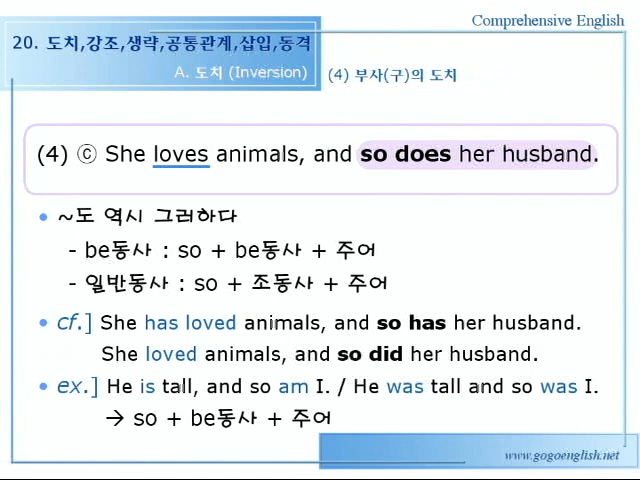 Comprehensive English
20. 도치,강조,생략,공통관계,삽입,동격
A. 도치 (Inversion)
(4) 부사(구)의 도치
(4) ⓒ She loves animals, and so does her husband.
• ~도 역시 그러하다
- be동사 : so + be동사 + 주어
- 일반동사 : so + 조동사 + 주어
• cf.] She has loved animals, and so has her husband.
She loved animals, and so did her husband.
• ex.] He is tall, and so am I. / He was tall and so was I.
→ so + be동사 + 주어
www.gogoenglish.net